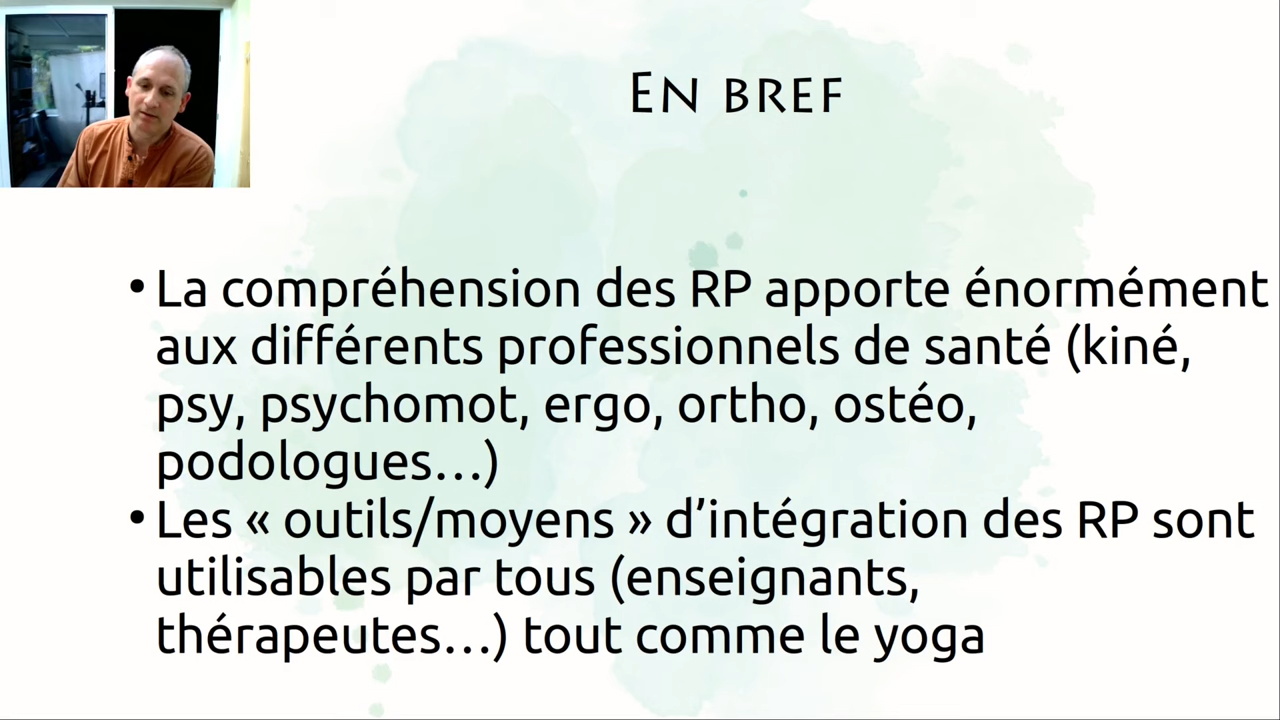 En bref
• La compréhension des RP apporte énormément
aux différents professionnels de santé (kiné,
psy, psychomot, ergo, ortho, ostéo,
podologues…)
• Les « outils/moyens » d’intégration des RP sont
utilisables par tous (enseignants,
thérapeutes…) tout comme le yoga